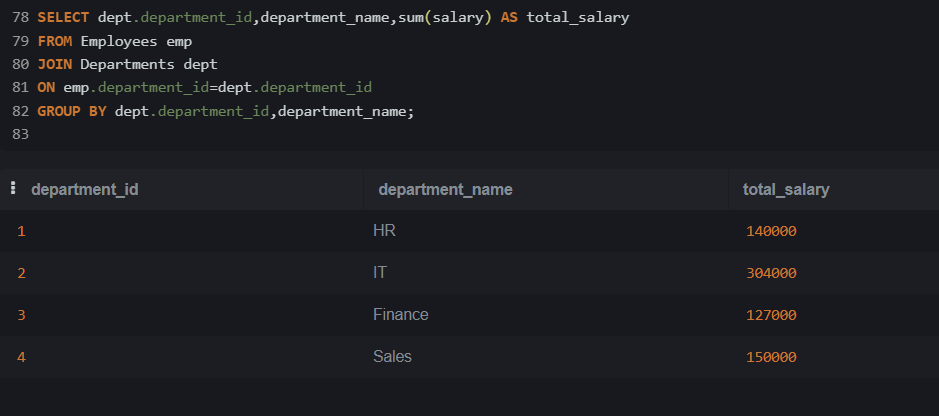 78 SELECT dept.department_id,department_name,sum(salary) AS total_salary
79 FROM Employees emp
80 JOIN Departments dept
81 ON emp.department_id=dept.department_id
82 GROUP BY dept.department_id,department_name;
83
department_id department_name total_salary
1 HR 140000
2 IT 304000
3 Finance 127000
4 Sales 150000